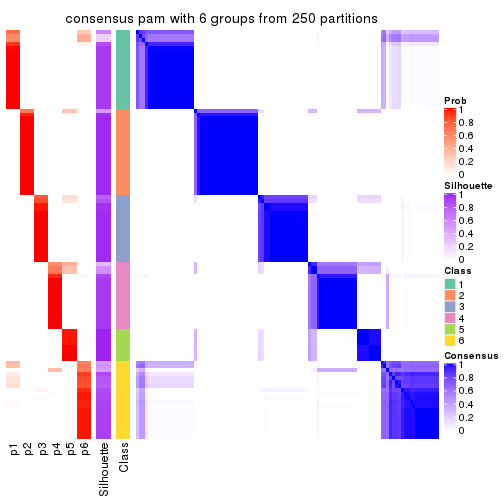 consensus pam with 6 groups from 250 partitions
Prob
1
0.8
0.6
0.4
0.2
0
Silhouette
1
0.8
0.6
0.4
0.2
0
Class
1
2
3
4
5
6
Consensus
1
0.8
0.6
0.4
0.2
0
p1
p2
p3
p4
p5
p6
Silhouette
Class